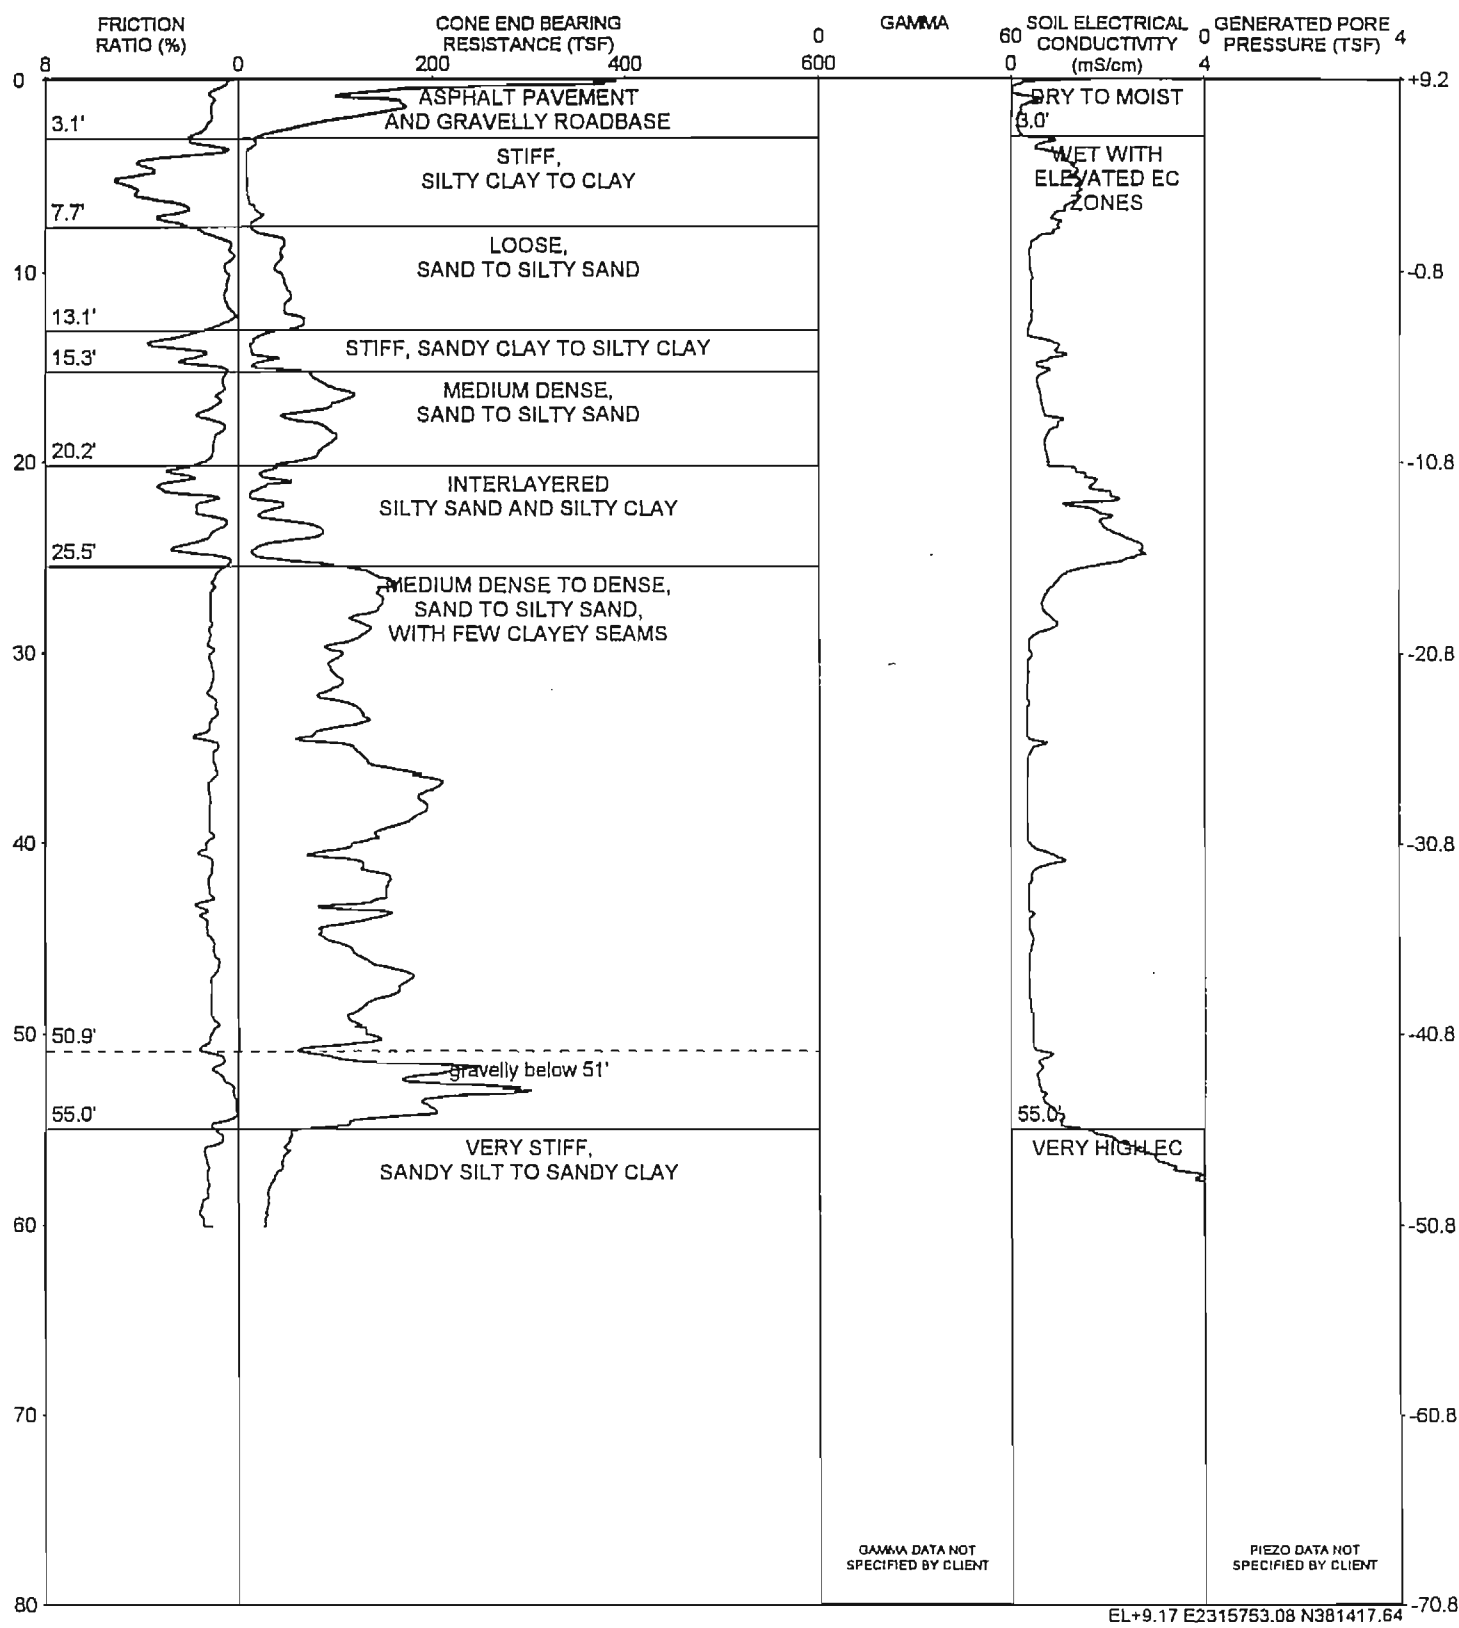 FRICTION
RATIO (%)
CONE END BEARING
RESISTANCE (TSF)
GAMMA
SOIL ELECTRICAL
CONDUCTIVITY
(mS/cm)
GENERATED PORE
PRESSURE (TSF)
0 60 0 4
8 0 200 400 600 0 4
0 +9.2
ASPHALT PAVEMENT
AND GRAVELLY ROADBASE
DRY TO MOIST
3.1' 3.0'
STIFF,
SILTY CLAY TO CLAY
WET WITH
ELEVATED EC
ZONES
7.7'
LOOSE,
SAND TO SILTY SAND
10 -0.8
13.1'
STIFF, SANDY CLAY TO SILTY CLAY
15.3'
MEDIUM DENSE,
SAND TO SILTY SAND
20.2'
20 -10.8
INTERLAYERED
SILTY SAND AND SILTY CLAY
25.5'
MEDIUM DENSE TO DENSE,
SAND TO SILTY SAND,
WITH FEW CLAYEY SEAMS
30 -20.8
40 -30.8
50 50.9' -40.8
gravelly below 51'
55.0' 55.0'
VERY STIFF,
SANDY SILT TO SANDY CLAY
VERY HIGH EC
60 -50.8
70 -60.8
GAMMA DATA NOT
SPECIFIED BY CLIENT
PIEZO DATA NOT
SPECIFIED BY CLIENT
80 -70.8
EL+9.17 E2315753.08 N381417.64